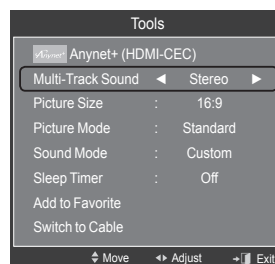 Tools
Anynet+ Anynet+ (HDMI-CEC)
Multi-Track Sound ◄ Stereo ►
Picture Size : 16:9
Picture Mode : Standard
Sound Mode : Custom
Sleep Timer : Off
Add to Favorite
Switch to Cable
Move Adjust Exit